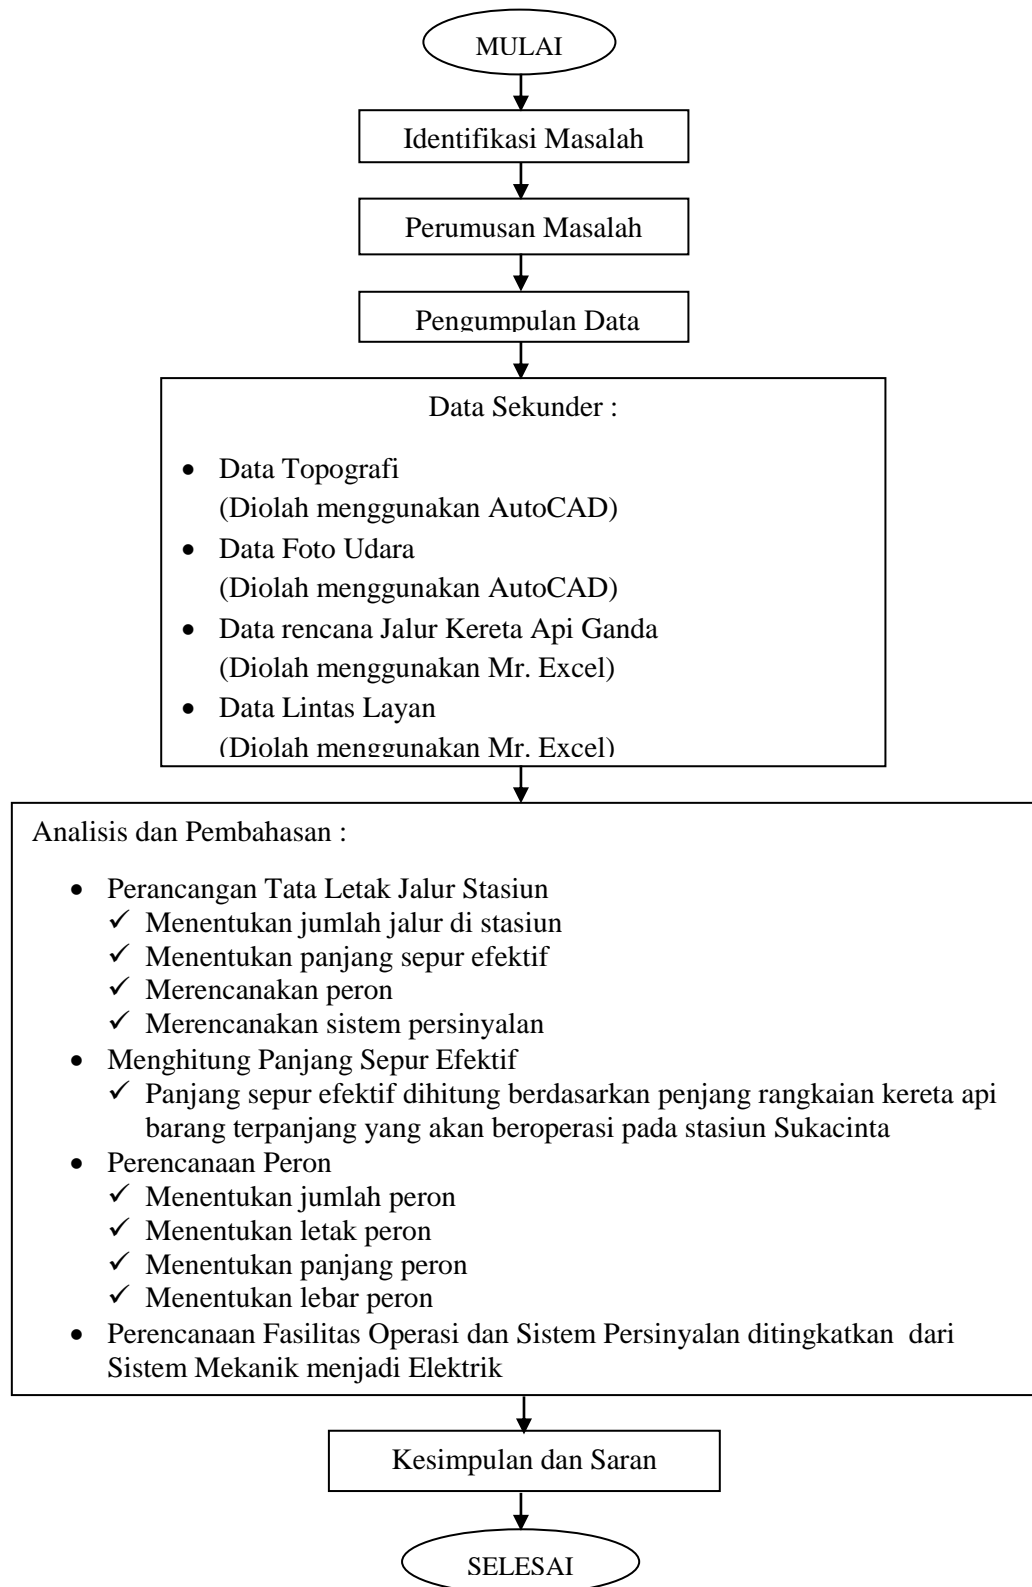 MULAI
Identifikasi Masalah
Perumusan Masalah
Pengumpulan Data
Data Sekunder :
• Data Topografi
(Diolah menggunakan AutoCAD)
• Data Foto Udara
(Diolah menggunakan AutoCAD)
• Data rencana Jalur Kereta Api Ganda
(Diolah menggunakan Mr. Excel)
• Data Lintas Layan
(Diolah menggunakan Mr. Excel)
Analisis dan Pembahasan :
• Perancangan Tata Letak Jalur Stasiun
✓ Menentukan jumlah jalur di stasiun
✓ Menentukan panjang sepur efektif
✓ Merencanakan peron
✓ Merencanakan sistem persinyalan
• Menghitung Panjang Sepur Efektif
✓ Panjang sepur efektif dihitung berdasarkan penjang rangkaian kereta api
barang terpanjang yang akan beroperasi pada stasiun Sukacinta
• Perencanaan Peron
✓ Menentukan jumlah peron
✓ Menentukan letak peron
✓ Menentukan panjang peron
✓ Menentukan lebar peron
• Perencanaan Fasilitas Operasi dan Sistem Persinyalan ditingkatkan dari
Sistem Mekanik menjadi Elektrik
Kesimpulan dan Saran
SELESAI